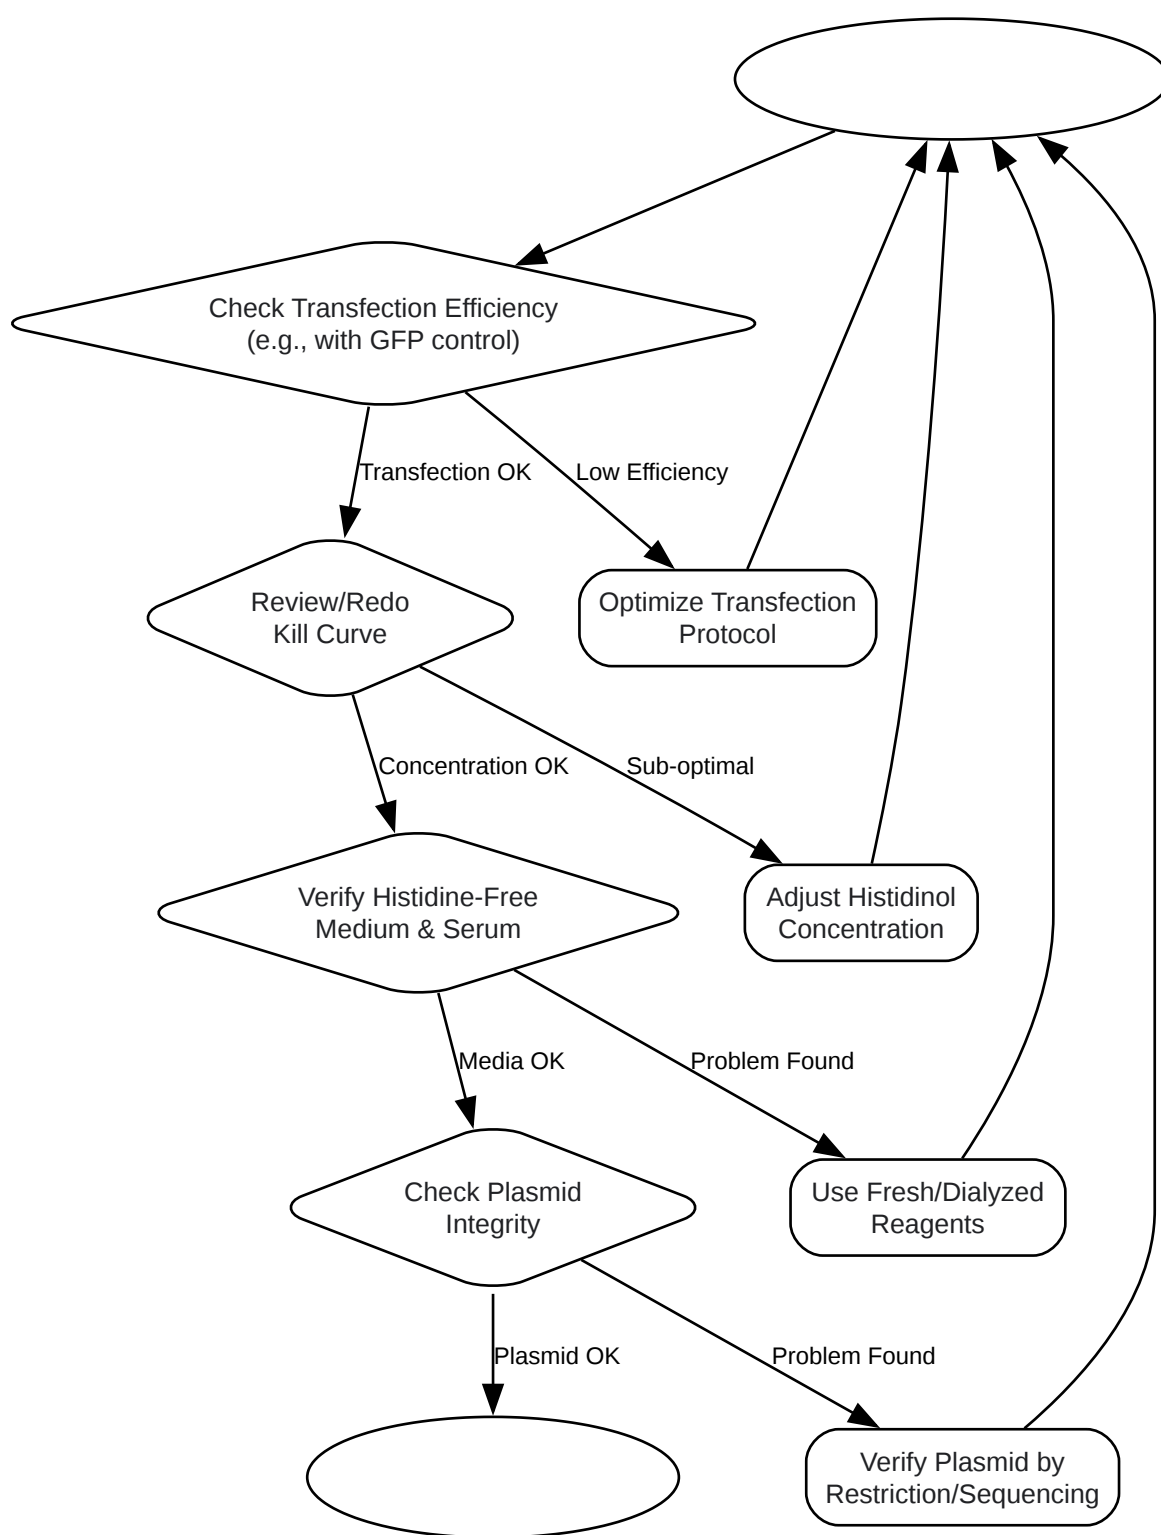 Check Transfection Efficiency
(e.g., with GFP control)
Transfection OK
Low Efficiency
Review/Redo
Kill Curve
Optimize Transfection
Protocol
Concentration OK
Sub-optimal
Verify Histidine-Free
Medium & Serum
Adjust Histidinol
Concentration
Media OK
Problem Found
Check Plasmid
Integrity
Use Fresh/Dialyzed
Reagents
Plasmid OK
Problem Found
Verify Plasmid by
Restriction/Sequencing